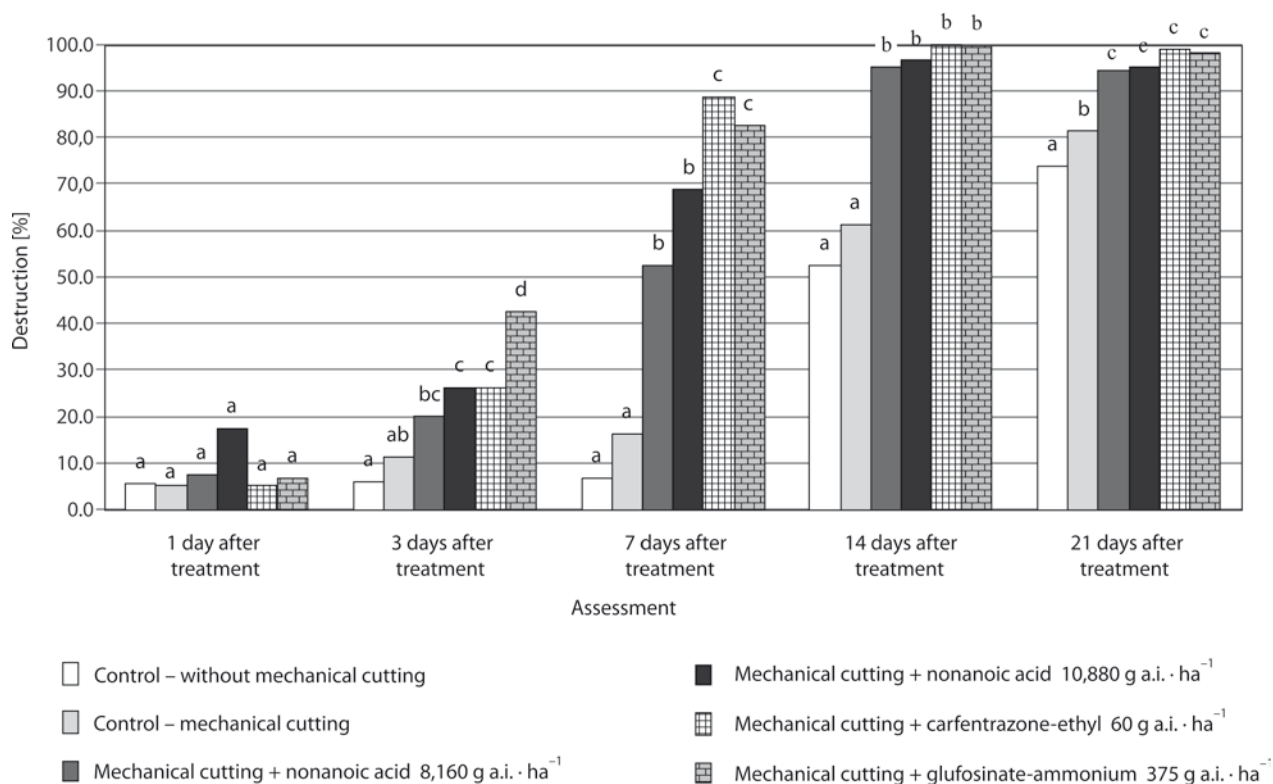 b b
b b c c
100.0
c c
90.0
c
c b
80,0
a
b
70,0
a
60.0
b a
50.0
d
40.0
30.0
c c
a bc
20.0
ab a
10.0
a a a a a a a
0.0
Destruction [%]
1 day after treatment
3 days after treatment
7 days after treatment
14 days after treatment
21 days after treatment
Assessment
Control – without mechanical cutting
Control – mechanical cutting
Mechanical cutting + nonanoic acid 8,160 g a.i. · ha⁻¹
Mechanical cutting + nonanoic acid 10,880 g a.i. · ha⁻¹
Mechanical cutting + carfentrazone-ethyl 60 g a.i. · ha⁻¹
Mechanical cutting + glufosinate-ammonium 375 g a.i. · ha⁻¹